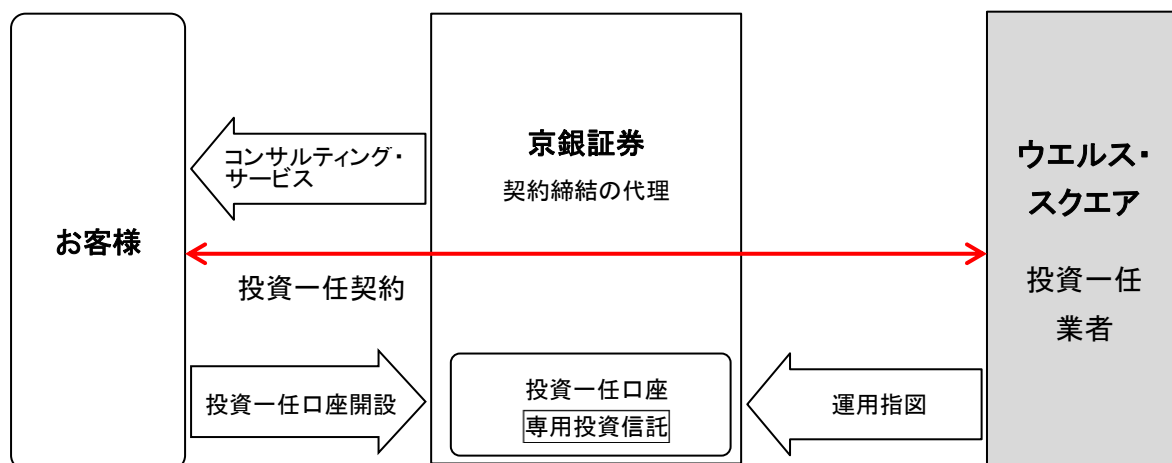 お客様
コンサルティング・
サービス
京銀証券
契約締結の代理
ウエルス・
スクエア
投資一任
業者
投資一任契約
投資一任口座開設
投資一任口座
専用投資信託
運用指図